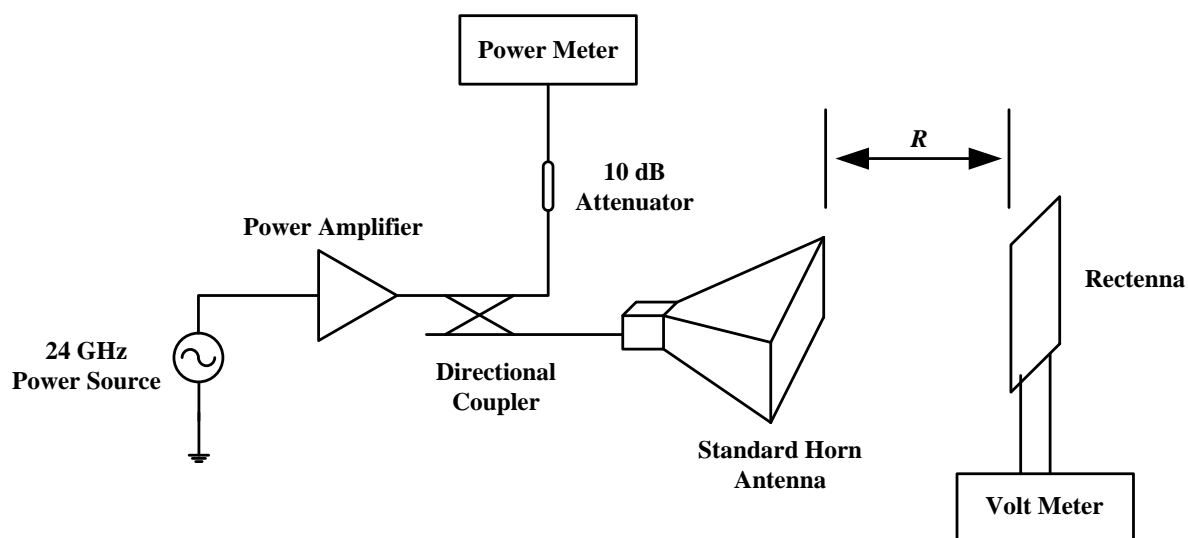 Power Meter
R
10 dB
Attenuator
Power Amplifier
Rectenna
24 GHz
Power Source
Directional
Coupler
Standard Horn
Antenna
Volt Meter